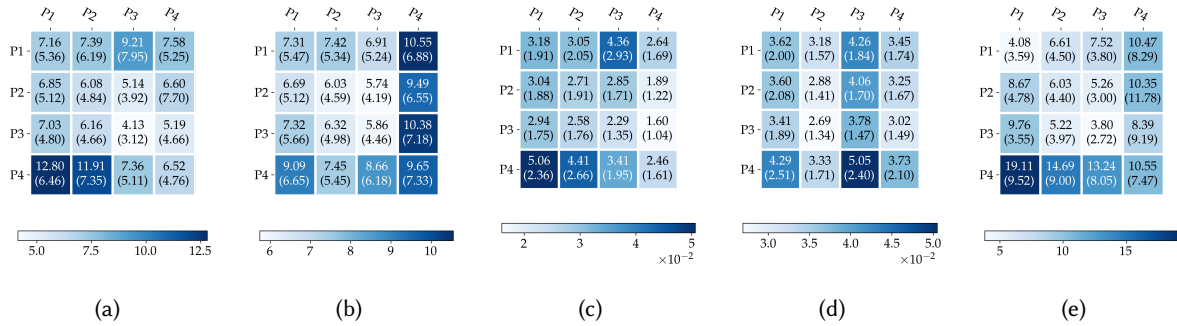 P1 P2 P3 P4
P1 7.16 7.39 9.21 7.58
(5.36) (6.19) (7.95) (5.25)
P2 6.85 6.08 5.14 6.60
(5.12) (4.84) (3.92) (7.70)
P3 7.03 6.16 4.13 5.19
(4.80) (4.66) (3.12) (4.66)
P4 12.80 11.91 7.36 6.52
(6.46) (7.35) (5.11) (4.76)
5.0 7.5 10.0 12.5
(a)
P1 P2 P3 P4
P1 7.31 7.42 6.91 10.55
(5.47) (5.34) (5.24) (6.88)
P2 6.69 6.03 5.74 9.49
(5.12) (4.59) (4.19) (6.55)
P3 7.32 6.32 5.86 10.38
(5.66) (4.98) (4.46) (7.18)
P4 9.09 7.45 8.66 9.65
(6.65) (5.45) (6.18) (7.33)
6 7 8 9 10
(b)
P1 P2 P3 P4
P1 3.18 3.05 4.36 2.64
(1.91) (2.05) (2.93) (1.69)
P2 3.04 2.71 2.85 1.89
(1.88) (1.91) (1.71) (1.22)
P3 2.94 2.58 2.29 1.60
(1.75) (1.76) (1.35) (1.04)
P4 5.06 4.41 3.41 2.46
(2.36) (2.66) (1.95) (1.61)
2 3 4 5
×10⁻²
(c)
P1 P2 P3 P4
P1 3.62 3.18 4.26 3.45
(2.00) (1.57) (1.84) (1.74)
P2 3.60 2.88 4.06 3.25
(2.08) (1.41) (1.70) (1.67)
P3 3.41 2.69 3.78 3.02
(1.89) (1.34) (1.47) (1.49)
P4 4.29 3.33 5.05 3.73
(2.51) (1.71) (2.40) (2.10)
3.0 3.5 4.0 4.5 5.0
×10⁻²
(d)
P1 P2 P3 P4
P1 4.08 6.61 7.52 10.47
(3.59) (4.50) (3.80) (8.29)
P2 8.67 6.03 5.26 10.35
(4.78) (4.40) (3.00) (11.78)
P3 9.76 5.22 3.80 8.39
(3.55) (3.97) (2.72) (9.19)
P4 19.11 14.69 13.24 10.55
(9.52) (9.00) (8.05) (7.47)
5 10 15
(e)